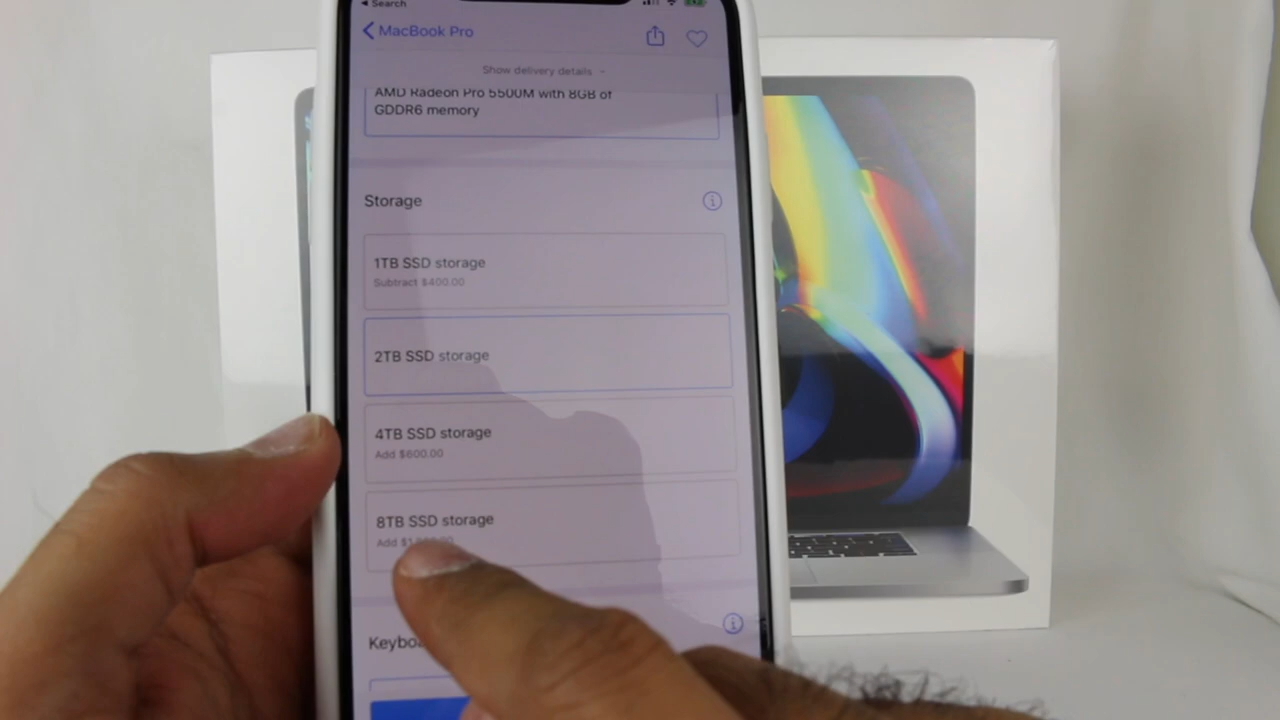 Search
MacBook Pro
Show delivery details
AMD Radeon Pro 5500M with 8GB of
GDDR6 memory
Storage
1TB SSD storage
Subtract $400.00
2TB SSD storage
4TB SSD storage
Add $600.00
8TB SSD storage
Add